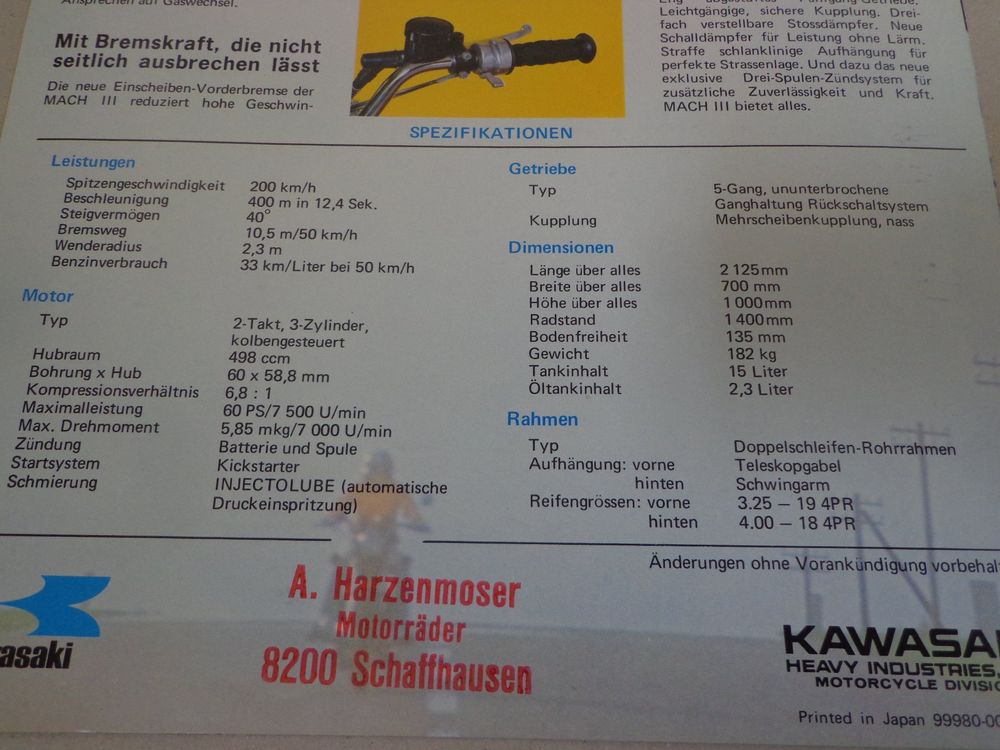 Ansprechen auf Gaswechsel.
Mit Bremskraft, die nicht
seitlich ausbrechen lässt
Die neue Einscheiben-Vorderbremse der
MACH III reduziert hohe Geschwin-
Leichtgängige, sichere Kupplung. Drei-
fach verstellbare Stossdämpfer. Neue
Schalldämpfer für Leistung ohne Lärm.
Straffe schlanklinige Aufhängung für
perfekte Strassenlage. Und dazu das neue
exklusive Drei-Spulen-Zündsystem für
zusätzliche Zuverlässigkeit und Kraft.
MACH III bietet alles.
SPEZIFIKATIONEN
Leistungen
Spitzengeschwindigkeit 200 km/h
Beschleunigung 400 m in 12,4 Sek.
Steigvermögen 40°
Bremsweg 10,5 m/50 km/h
Wenderadius 2,3 m
Benzinverbrauch 33 km/Liter bei 50 km/h
Motor
Typ 2-Takt, 3-Zylinder,
kolbengesteuert
Hubraum 498 ccm
Bohrung x Hub 60 x 58,8 mm
Kompressionsverhältnis 6,8 : 1
Maximalleistung 60 PS/7 500 U/min
Max. Drehmoment 5,85 mkg/7 000 U/min
Zündung Batterie und Spule
Startsystem Kickstarter
Schmierung INJECTOLUBE (automatische
Druckeinspritzung)
Getriebe
Typ 5-Gang, ununterbrochene
Ganghaltung Rückschaltsystem
Kupplung Mehrscheibenkupplung, nass
Dimensionen
Länge über alles 2 125 mm
Breite über alles 700 mm
Höhe über alles 1 000 mm
Radstand 1 400 mm
Bodenfreiheit 135 mm
Gewicht 182 kg
Tankinhalt 15 Liter
Öltankinhalt 2,3 Liter
Rahmen
Typ Doppelschleifen-Rohrrahmen
Aufhängung: vorne Teleskopgabel
hinten Schwingarm
Reifengrössen: vorne 3.25 — 19 4PR
hinten 4.00 — 18 4PR
Änderungen ohne Vorankündigung vorbehal
asaki
A. Harzenmoser
Motorräder
8200 Schaffhausen
KAWASA
HEAVY INDUSTRIES,
MOTORCYCLE DIVISI
Printed in Japan 99980-00